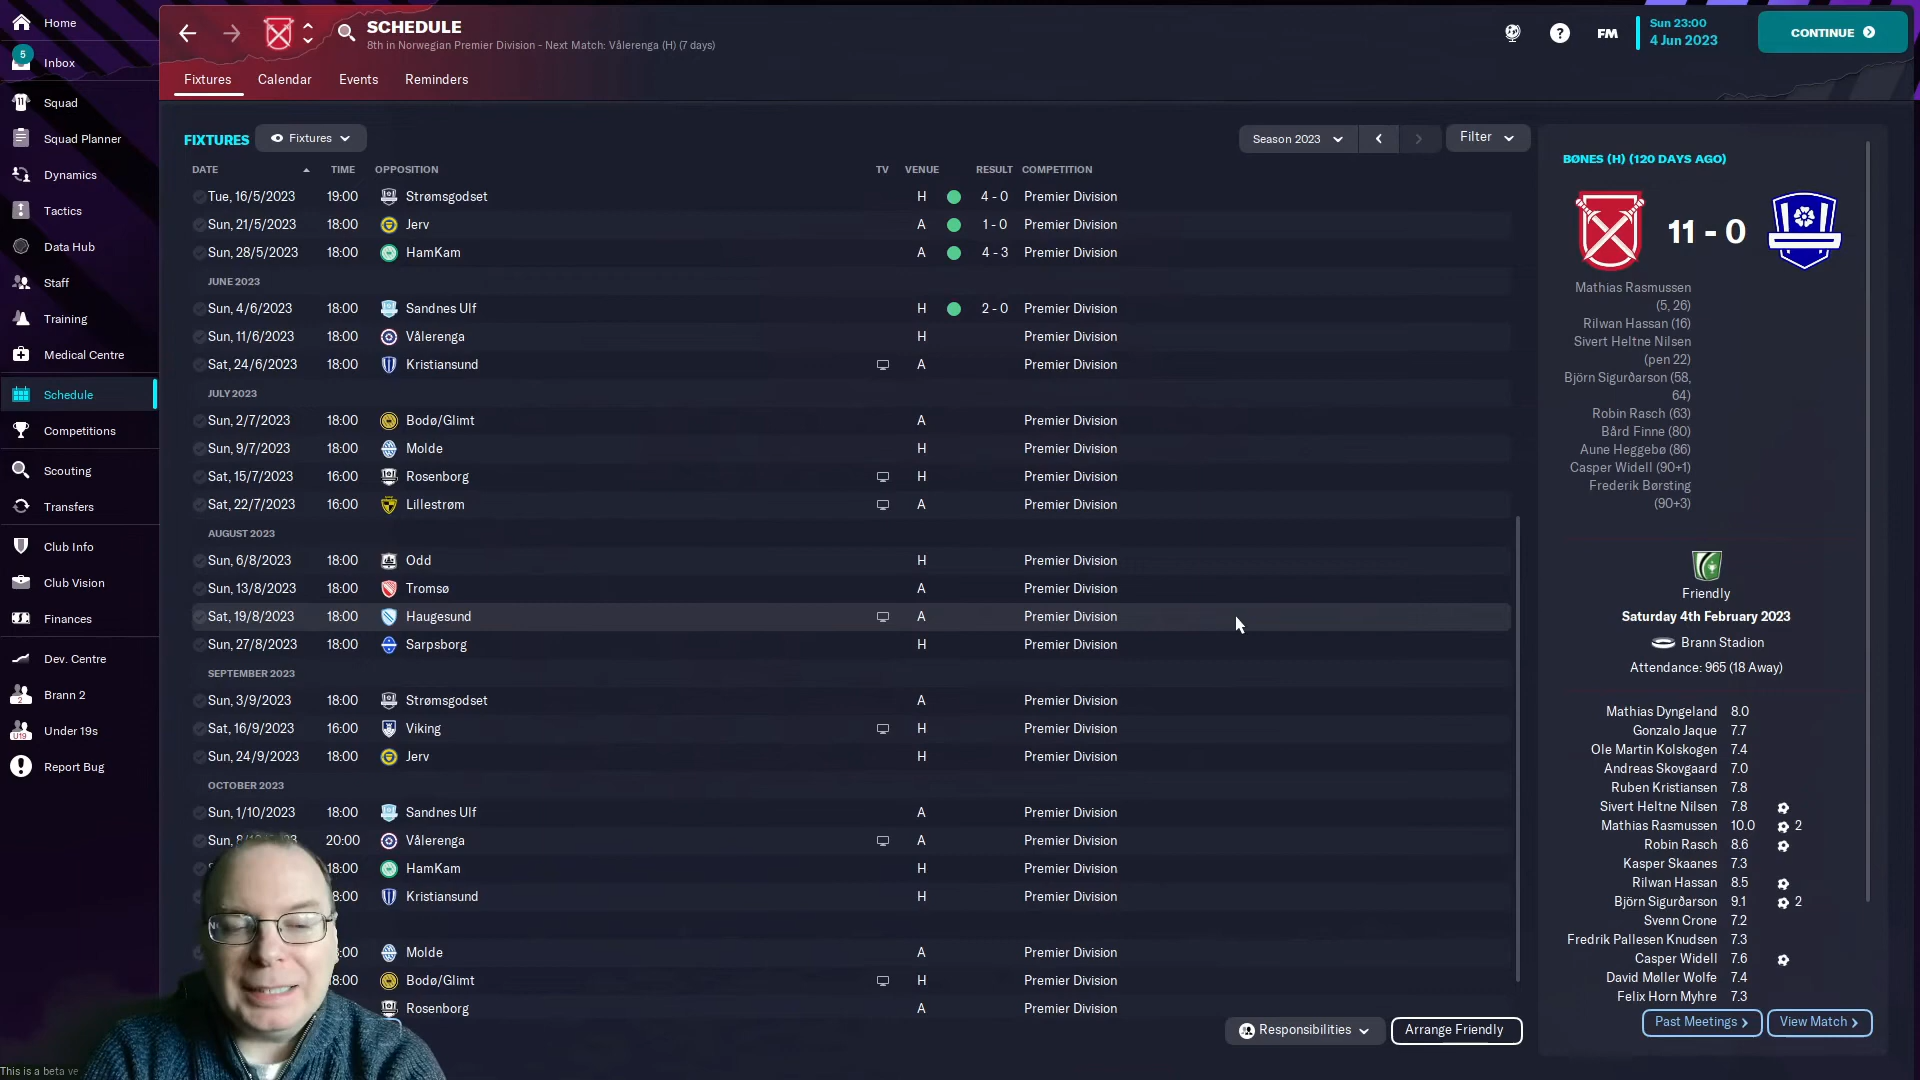 Home
5
Inbox
Squad
Squad Planner
Dynamics
Tactics
Data Hub
Staff
Training
Medical Centre
Schedule
Competitions
Scouting
Transfers
Club Info
Club Vision
Finances
Dev. Centre
2
Brann 2
U19
Under 19s
Report Bug
This is a beta ve
SCHEDULE
8th in Norwegian Premier Division - Next Match: Vålerenga (H) (7 days)
FM
Sun 23:00
4 Jun 2023
CONTINUE
Fixtures Calendar Events Reminders
FIXTURES Fixtures Season 2023 Filter
DATE TIME OPPOSITION TV VENUE RESULT COMPETITION
Tue, 16/5/2023 19:00 Strømsgodset H 4 - 0 Premier Division
Sun, 21/5/2023 18:00 Jerv A 1 - 0 Premier Division
Sun, 28/5/2023 18:00 HamKam A 4 - 3 Premier Division
JUNE 2023
Sun, 4/6/2023 18:00 Sandnes Ulf H 2 - 0 Premier Division
Sun, 11/6/2023 18:00 Vålerenga H Premier Division
Sat, 24/6/2023 18:00 Kristiansund A Premier Division
JULY 2023
Sun, 2/7/2023 18:00 Bodø/Glimt A Premier Division
Sun, 9/7/2023 18:00 Molde H Premier Division
Sat, 15/7/2023 16:00 Rosenborg H Premier Division
Sat, 22/7/2023 16:00 Lillestrøm A Premier Division
AUGUST 2023
Sun, 6/8/2023 18:00 Odd H Premier Division
Sun, 13/8/2023 18:00 Tromsø A Premier Division
Sat, 19/8/2023 18:00 Haugesund A Premier Division
Sun, 27/8/2023 18:00 Sarpsborg H Premier Division
SEPTEMBER 2023
Sun, 3/9/2023 18:00 Strømsgodset A Premier Division
Sat, 16/9/2023 16:00 Viking H Premier Division
Sun, 24/9/2023 18:00 Jerv H Premier Division
OCTOBER 2023
Sun, 1/10/2023 18:00 Sandnes Ulf A Premier Division
Sun, 20:00 Vålerenga A Premier Division
18:00 HamKam H Premier Division
8:00 Kristiansund H Premier Division
:00 Molde A Premier Division
8:00 Bodø/Glimt H Premier Division
Rosenborg A Premier Division
Responsibilities Arrange Friendly
BØNES (H) (120 DAYS AGO)
11 - 0
Mathias Rasmussen
(5, 26)
Rilwan Hassan (16)
Sivert Heltne Nilsen
(pen 22)
Björn Sigurðarson (58,
64)
Robin Rasch (63)
Bård Finne (80)
Aune Heggebø (86)
Casper Widell (90+1)
Frederik Børsting
(90+3)
Friendly
Saturday 4th February 2023
Brann Stadion
Attendance: 965 (18 Away)
Mathias Dyngeland 8.0
Gonzalo Jaque 7.7
Ole Martin Kolskogen 7.4
Andreas Skovgaard 7.0
Ruben Kristiansen 7.8
Sivert Heltne Nilsen 7.8
Mathias Rasmussen 10.0 2
Robin Rasch 8.6
Kasper Skaanes 7.3
Rilwan Hassan 8.5
Björn Sigurðarson 9.1 2
Svenn Crone 7.2
Fredrik Pallesen Knudsen 7.3
Casper Widell 7.6
David Møller Wolfe 7.4
Felix Horn Myhre 7.3
Past Meetings View Match